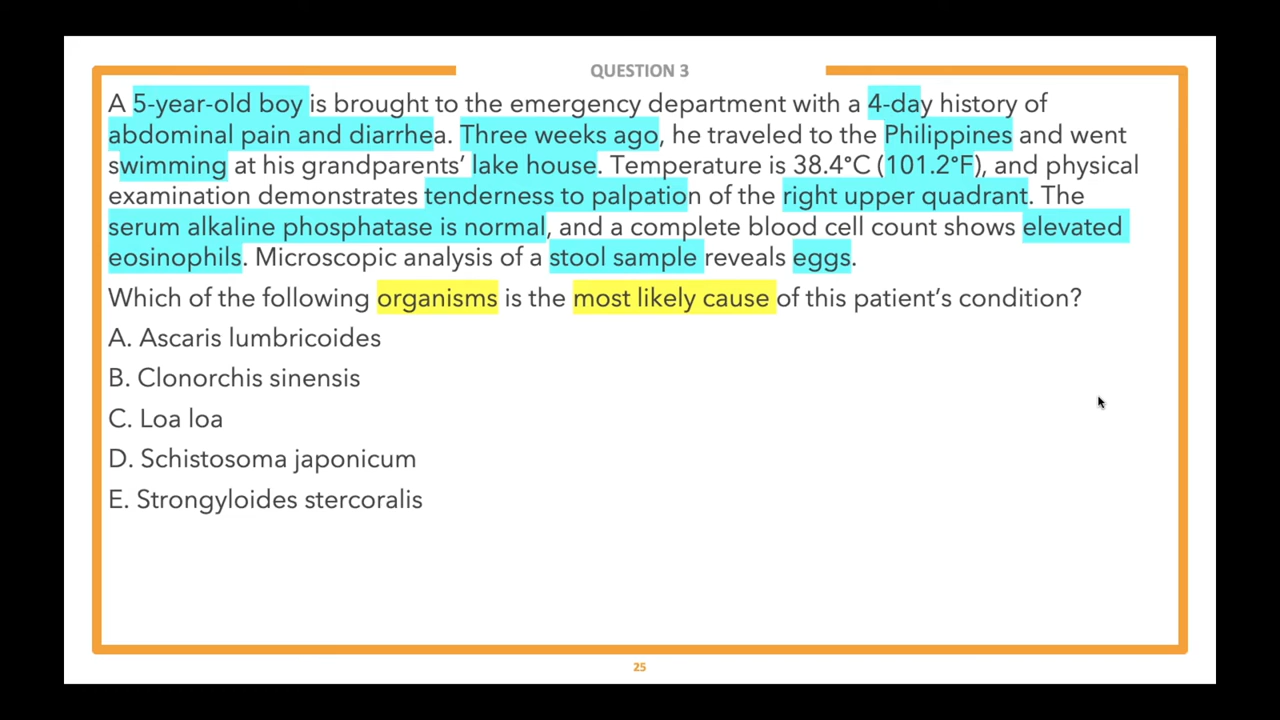 QUESTION 3
A 5-year-old boy is brought to the emergency department with a 4-day history of
abdominal pain and diarrhea. Three weeks ago, he traveled to the Philippines and went
swimming at his grandparents’ lake house. Temperature is 38.4°C (101.2°F), and physical
examination demonstrates tenderness to palpation of the right upper quadrant. The
serum alkaline phosphatase is normal, and a complete blood cell count shows elevated
eosinophils. Microscopic analysis of a stool sample reveals eggs.
Which of the following organisms is the most likely cause of this patient’s condition?
A. Ascaris lumbricoides
B. Clonorchis sinensis
C. Loa loa
D. Schistosoma japonicum
E. Strongyloides stercoralis
25